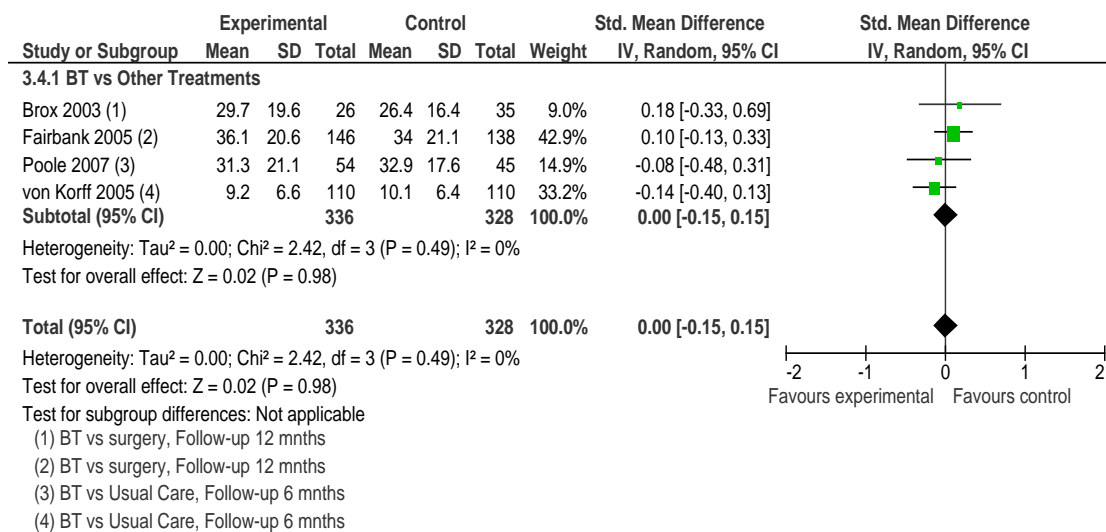 Experimental Control Std. Mean Difference Std. Mean Difference
Study or Subgroup Mean SD Total Mean SD Total Weight IV, Random, 95% CI IV, Random, 95% CI
3.4.1 BT vs Other Treatments
Brox 2003 (1) 29.7 19.6 26 26.4 16.4 35 9.0% 0.18 [-0.33, 0.69]
Fairbank 2005 (2) 36.1 20.6 146 34 21.1 138 42.9% 0.10 [-0.13, 0.33]
Poole 2007 (3) 31.3 21.1 54 32.9 17.6 45 14.9% -0.08 [-0.48, 0.31]
von Korff 2005 (4) 9.2 6.6 110 10.1 6.4 110 33.2% -0.14 [-0.40, 0.13]
Subtotal (95% CI) 336 328 100.0% 0.00 [-0.15, 0.15]
Heterogeneity: Tau² = 0.00; Chi² = 2.42, df = 3 (P = 0.49); I² = 0%
Test for overall effect: Z = 0.02 (P = 0.98)
Total (95% CI) 336 328 100.0% 0.00 [-0.15, 0.15]
Heterogeneity: Tau² = 0.00; Chi² = 2.42, df = 3 (P = 0.49); I² = 0%
Test for overall effect: Z = 0.02 (P = 0.98)
Test for subgroup differences: Not applicable
-2 -1 0 1 2
Favours experimental Favours control
(1) BT vs surgery, Follow-up 12 mnths
(2) BT vs surgery, Follow-up 12 mnths
(3) BT vs Usual Care, Follow-up 6 mnths
(4) BT vs Usual Care, Follow-up 6 mnths